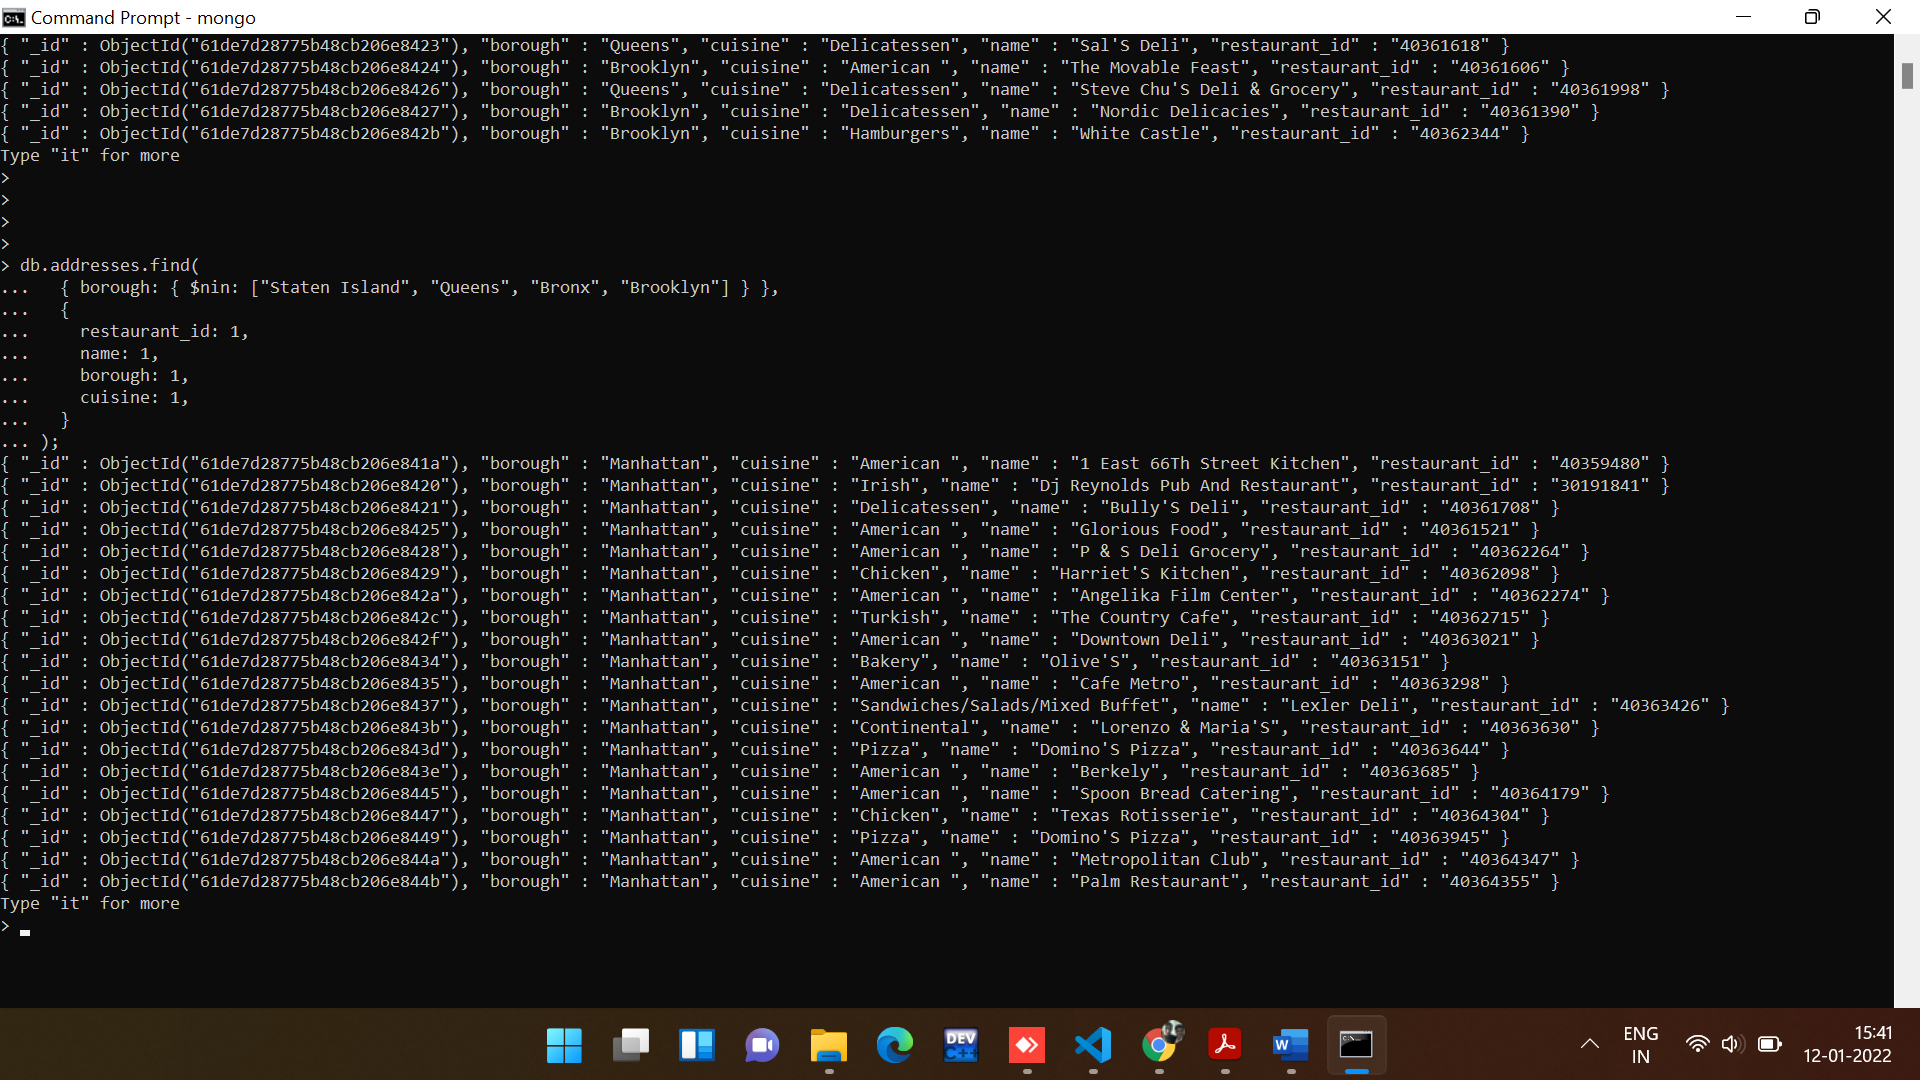 Command Prompt - mongo
{ "_id" : ObjectId("61de7d28775b48cb206e8423"), "borough" : "Queens", "cuisine" : "Delicatessen", "name" : "Sal'S Deli", "restaurant_id" : "40361618" }
{ "_id" : ObjectId("61de7d28775b48cb206e8424"), "borough" : "Brooklyn", "cuisine" : "American ", "name" : "The Movable Feast", "restaurant_id" : "40361606" }
{ "_id" : ObjectId("61de7d28775b48cb206e8426"), "borough" : "Queens", "cuisine" : "Delicatessen", "name" : "Steve Chu'S Deli & Grocery", "restaurant_id" : "40361998" }
{ "_id" : ObjectId("61de7d28775b48cb206e8427"), "borough" : "Brooklyn", "cuisine" : "Delicatessen", "name" : "Nordic Delicacies", "restaurant_id" : "40361390" }
{ "_id" : ObjectId("61de7d28775b48cb206e842b"), "borough" : "Brooklyn", "cuisine" : "Hamburgers", "name" : "White Castle", "restaurant_id" : "40362344" }
Type "it" for more
>
>
>
>
> db.addresses.find(
...   { borough: { $nin: ["Staten Island", "Queens", "Bronx", "Brooklyn"] } },
...   {
...     restaurant_id: 1,
...     name: 1,
...     borough: 1,
...     cuisine: 1,
...   }
... );
{ "_id" : ObjectId("61de7d28775b48cb206e841a"), "borough" : "Manhattan", "cuisine" : "American ", "name" : "1 East 66Th Street Kitchen", "restaurant_id" : "40359480" }
{ "_id" : ObjectId("61de7d28775b48cb206e8420"), "borough" : "Manhattan", "cuisine" : "Irish", "name" : "Dj Reynolds Pub And Restaurant", "restaurant_id" : "30191841" }
{ "_id" : ObjectId("61de7d28775b48cb206e8421"), "borough" : "Manhattan", "cuisine" : "Delicatessen", "name" : "Bully'S Deli", "restaurant_id" : "40361708" }
{ "_id" : ObjectId("61de7d28775b48cb206e8425"), "borough" : "Manhattan", "cuisine" : "American ", "name" : "Glorious Food", "restaurant_id" : "40361521" }
{ "_id" : ObjectId("61de7d28775b48cb206e8428"), "borough" : "Manhattan", "cuisine" : "American ", "name" : "P & S Deli Grocery", "restaurant_id" : "40362264" }
{ "_id" : ObjectId("61de7d28775b48cb206e8429"), "borough" : "Manhattan", "cuisine" : "Chicken", "name" : "Harriet'S Kitchen", "restaurant_id" : "40362098" }
{ "_id" : ObjectId("61de7d28775b48cb206e842a"), "borough" : "Manhattan", "cuisine" : "American ", "name" : "Angelika Film Center", "restaurant_id" : "40362274" }
{ "_id" : ObjectId("61de7d28775b48cb206e842c"), "borough" : "Manhattan", "cuisine" : "Turkish", "name" : "The Country Cafe", "restaurant_id" : "40362715" }
{ "_id" : ObjectId("61de7d28775b48cb206e842f"), "borough" : "Manhattan", "cuisine" : "American ", "name" : "Downtown Deli", "restaurant_id" : "40363021" }
{ "_id" : ObjectId("61de7d28775b48cb206e8434"), "borough" : "Manhattan", "cuisine" : "Bakery", "name" : "Olive'S", "restaurant_id" : "40363151" }
{ "_id" : ObjectId("61de7d28775b48cb206e8435"), "borough" : "Manhattan", "cuisine" : "American ", "name" : "Cafe Metro", "restaurant_id" : "40363298" }
{ "_id" : ObjectId("61de7d28775b48cb206e8437"), "borough" : "Manhattan", "cuisine" : "Sandwiches/Salads/Mixed Buffet", "name" : "Lexler Deli", "restaurant_id" : "40363426" }
{ "_id" : ObjectId("61de7d28775b48cb206e843b"), "borough" : "Manhattan", "cuisine" : "Continental", "name" : "Lorenzo & Maria'S", "restaurant_id" : "40363630" }
{ "_id" : ObjectId("61de7d28775b48cb206e843d"), "borough" : "Manhattan", "cuisine" : "Pizza", "name" : "Domino'S Pizza", "restaurant_id" : "40363644" }
{ "_id" : ObjectId("61de7d28775b48cb206e843e"), "borough" : "Manhattan", "cuisine" : "American ", "name" : "Berkely", "restaurant_id" : "40363685" }
{ "_id" : ObjectId("61de7d28775b48cb206e8445"), "borough" : "Manhattan", "cuisine" : "American ", "name" : "Spoon Bread Catering", "restaurant_id" : "40364179" }
{ "_id" : ObjectId("61de7d28775b48cb206e8447"), "borough" : "Manhattan", "cuisine" : "Chicken", "name" : "Texas Rotisserie", "restaurant_id" : "40364304" }
{ "_id" : ObjectId("61de7d28775b48cb206e8449"), "borough" : "Manhattan", "cuisine" : "Pizza", "name" : "Domino'S Pizza", "restaurant_id" : "40363945" }
{ "_id" : ObjectId("61de7d28775b48cb206e844a"), "borough" : "Manhattan", "cuisine" : "American ", "name" : "Metropolitan Club", "restaurant_id" : "40364347" }
{ "_id" : ObjectId("61de7d28775b48cb206e844b"), "borough" : "Manhattan", "cuisine" : "American ", "name" : "Palm Restaurant", "restaurant_id" : "40364355" }
Type "it" for more
>
DEV C++
W
ENG IN
15:41
12-01-2022